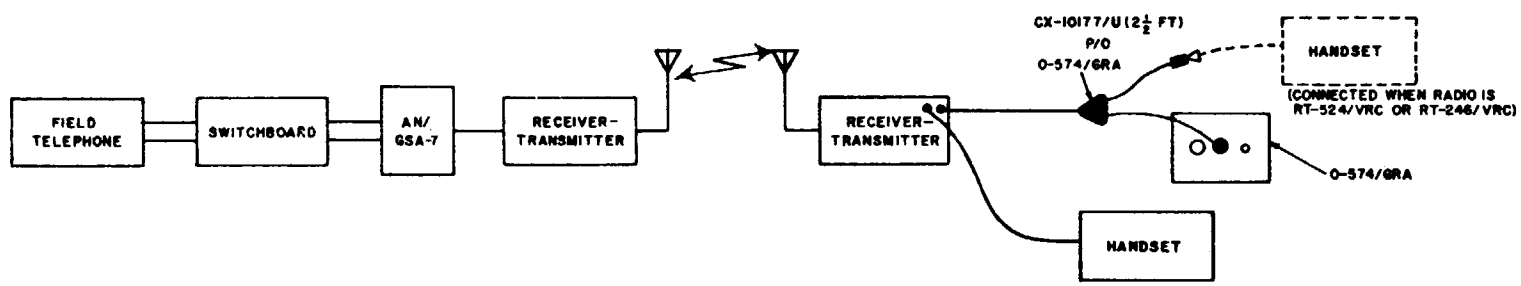 FIELD
TELEPHONE
SWITCHBOARD
AN/
GSA-7
RECEIVER-
TRANSMITTER
RECEIVER-
TRANSMITTER
CX-10177/U (2½ FT)
P/O
O-574/GRA
HANDSET
(CONNECTED WHEN RADIO IS
RT-524/VRC OR RT-246/VRC)
O-574/GRA
HANDSET